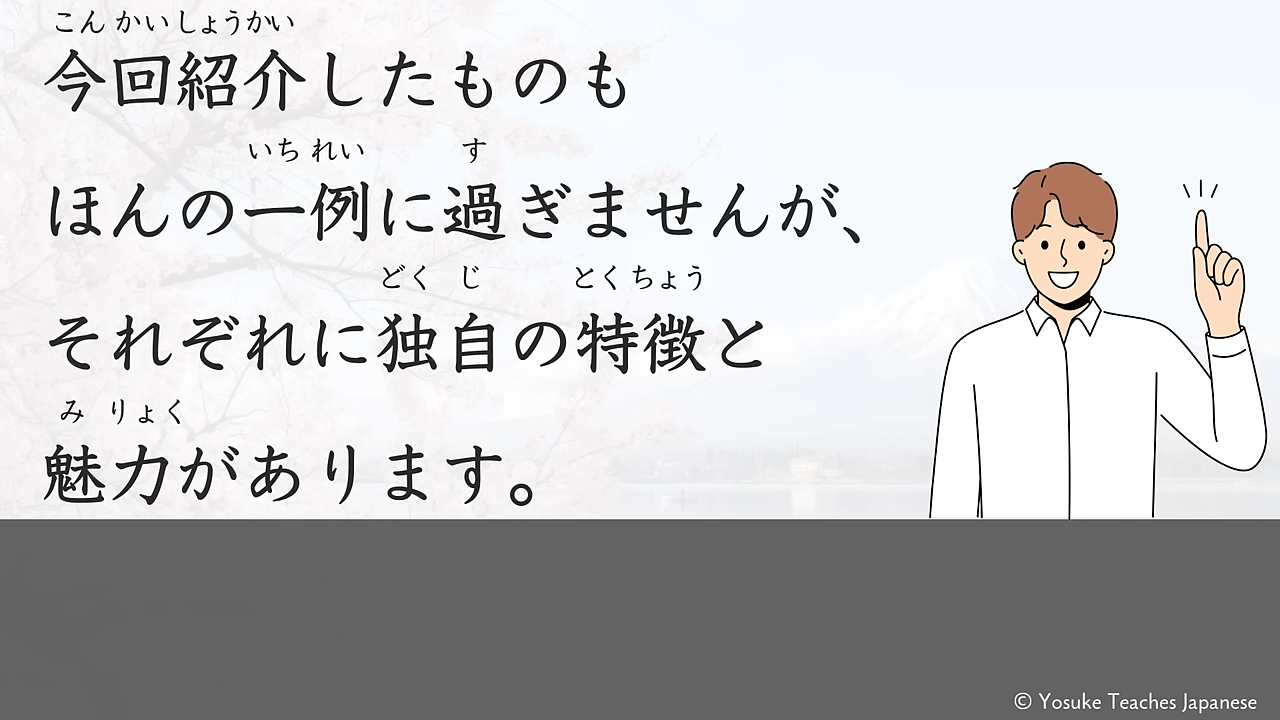 こんかいしょうかい
今回紹介したものも
いちれい す
ほんの一例に過ぎませんが、
どく じ とくちょう
それぞれに独自の特徴と
み りょく
魅力があります。
© Yosuke Teaches Japanese